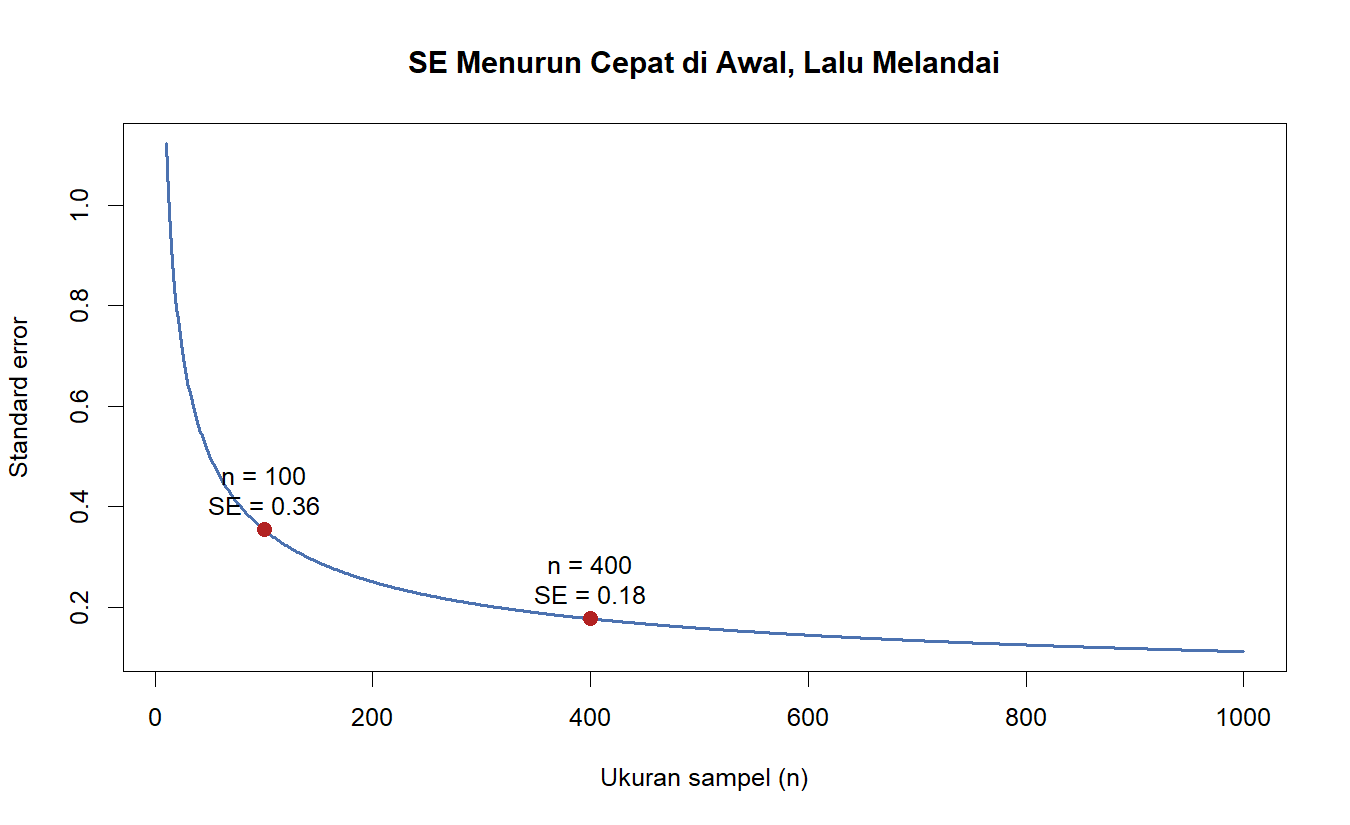 SE Menurun Cepat di Awal, Lalu Melandai
Standard error
1.0
0.8
0.6
0.4
0.2
n = 100
SE = 0.36
n = 400
SE = 0.18
0
200
400
600
800
1000
Ukuran sampel (n)